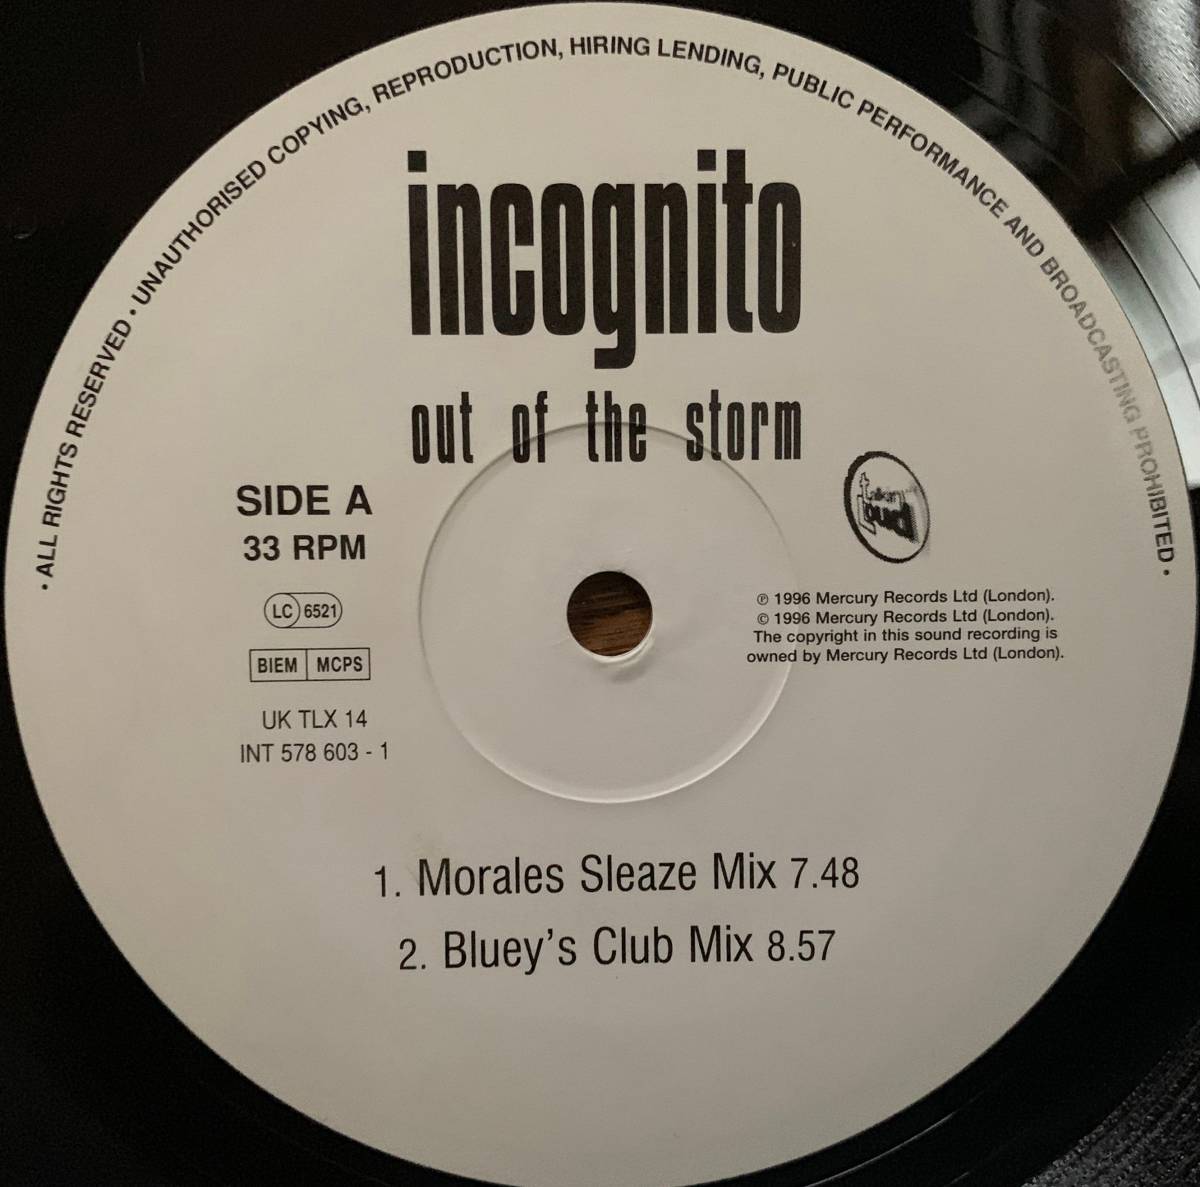 • ALL RIGHTS RESERVED • UNAUTHORISED COPYING, REPRODUCTION, HIRING LENDING, PUBLIC PERFORMANCE AND BROADCASTING PROHIBITED •
incognito
out of the storm
SIDE A
33 RPM
LC 6521
BIEM MCPS
UK TLX 14
INT 578 603 - 1
talkin
loud
℗ 1996 Mercury Records Ltd (London).
© 1996 Mercury Records Ltd (London).
The copyright in this sound recording is
owned by Mercury Records Ltd (London).
1. Morales Sleaze Mix 7.48
2. Bluey's Club Mix 8.57